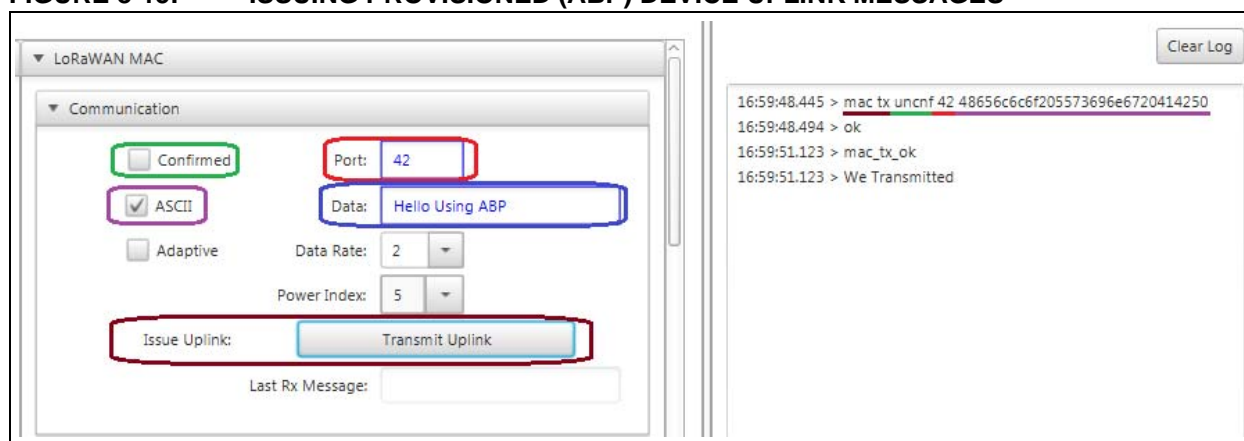 FIGURE ISSUING PROVISIONED (ABP) DEVICE UPLINK MESSAGES
LoRaWAN MAC
Communication
Confirmed Port: 42
ASCII Data: Hello Using ABP
Adaptive Data Rate: 2
Power Index: 5
Issue Uplink: Transmit Uplink
Last Rx Message:
Clear Log
16:59:48.445 > mac tx uncnf 42 48656c6c6f205573696e6720414250
16:59:48.494 > ok
16:59:51.123 > mac_tx_ok
16:59:51.123 > We Transmitted